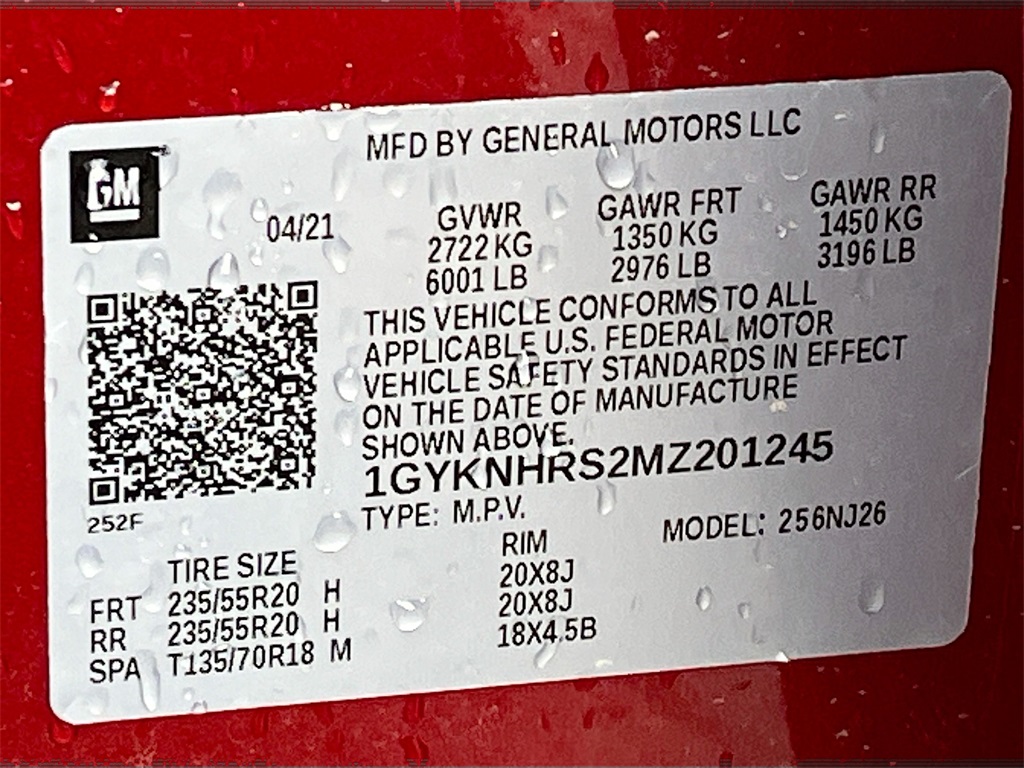 MFD BY GENERAL MOTORS LLC
GM
04/21
GVWR GAWR FRT GAWR RR
2722 KG 1350 KG 1450 KG
6001 LB 2976 LB 3196 LB
THIS VEHICLE CONFORMS TO ALL
APPLICABLE U.S. FEDERAL MOTOR
VEHICLE SAFETY STANDARDS IN EFFECT
ON THE DATE OF MANUFACTURE
SHOWN ABOVE.
1GYKNHRS2MZ201245
252F
TYPE: M.P.V. MODEL: 256NJ26
TIRE SIZE RIM
FRT 235/55R20 H 20X8J
RR 235/55R20 H 20X8J
SPA T135/70R18 M 18X4.5B